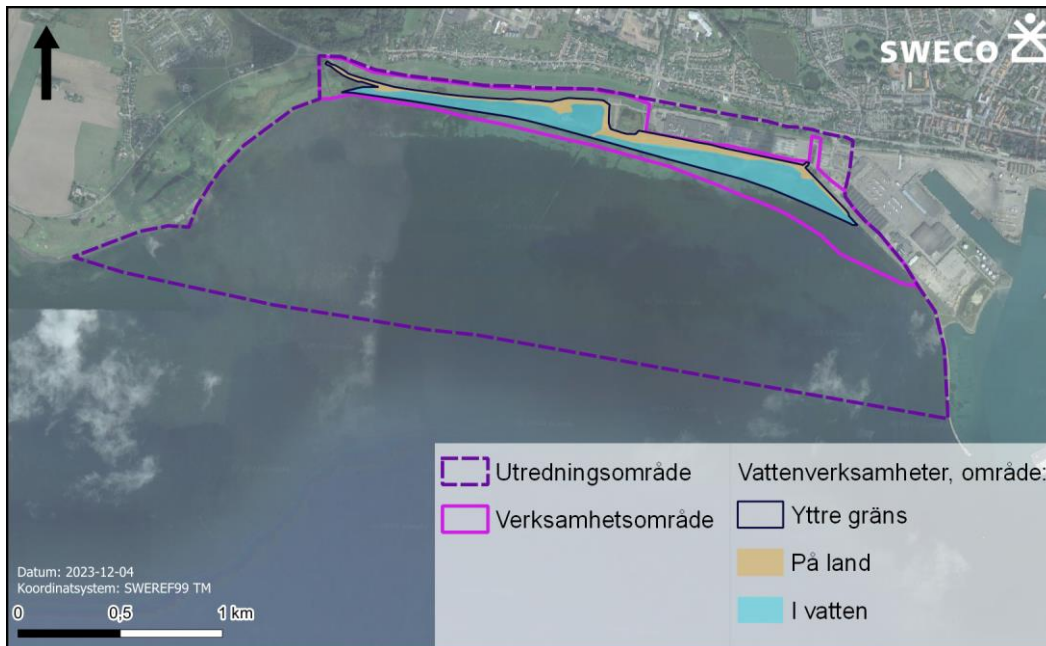 SWECO
Utredningsområde
Verksamhetsområde
Vattenverksamheter, område:
Yttre gräns
På land
I vatten
Datum: 2023-12-04
Koordinatsystem: SWEREF99 TM
0 0,5 1 km